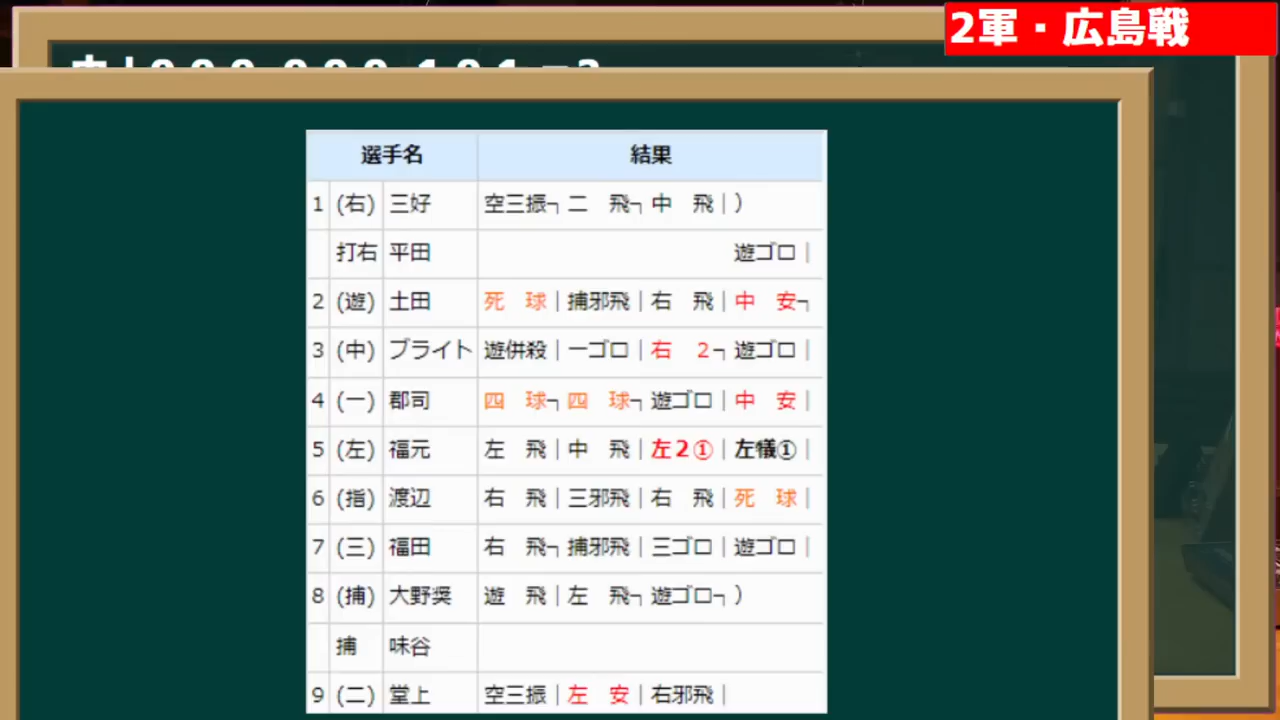 2軍・広島戦
選手名 結果
1 (右) 三好 空三振┐二 飛┐中 飛｜）
打右 平田 遊ゴロ｜
2 (遊) 土田 死 球｜捕邪飛｜右 飛｜中 安┐
3 (中) ブライト 遊併殺｜一ゴロ｜右 2┐遊ゴロ｜
4 (一) 郡司 四 球┐四 球┐遊ゴロ｜中 安｜
5 (左) 福元 左 飛｜中 飛｜左2①｜左犠①｜
6 (指) 渡辺 右 飛｜三邪飛｜右 飛｜死 球｜
7 (三) 福田 右 飛┐捕邪飛｜三ゴロ｜遊ゴロ｜
8 (捕) 大野奨 遊 飛｜左 飛┐遊ゴロ┐）
捕 味谷
9 (二) 堂上 空三振｜左 安｜右邪飛｜